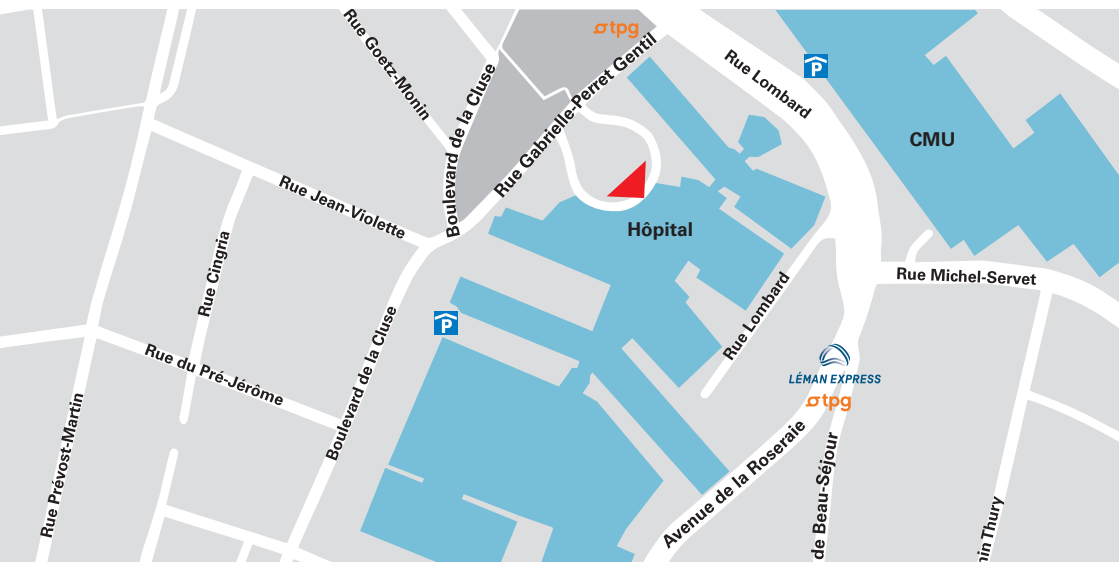 tpg
Rue Goetz-Monin
Boulevard de la Cluse
Rue Gabrielle-Perret Gentil
Rue Lombard
P
CMU
Rue Jean-Violette
Rue Cingria
Hôpital
Rue Michel-Servet
Rue Lombard
P
Rue du Pré-Jérôme
Boulevard de la Cluse
LÉMAN EXPRESS
tpg
Rue Prévost-Martin
Avenue de la Roseraie
de Beau-Séjour
in Thury